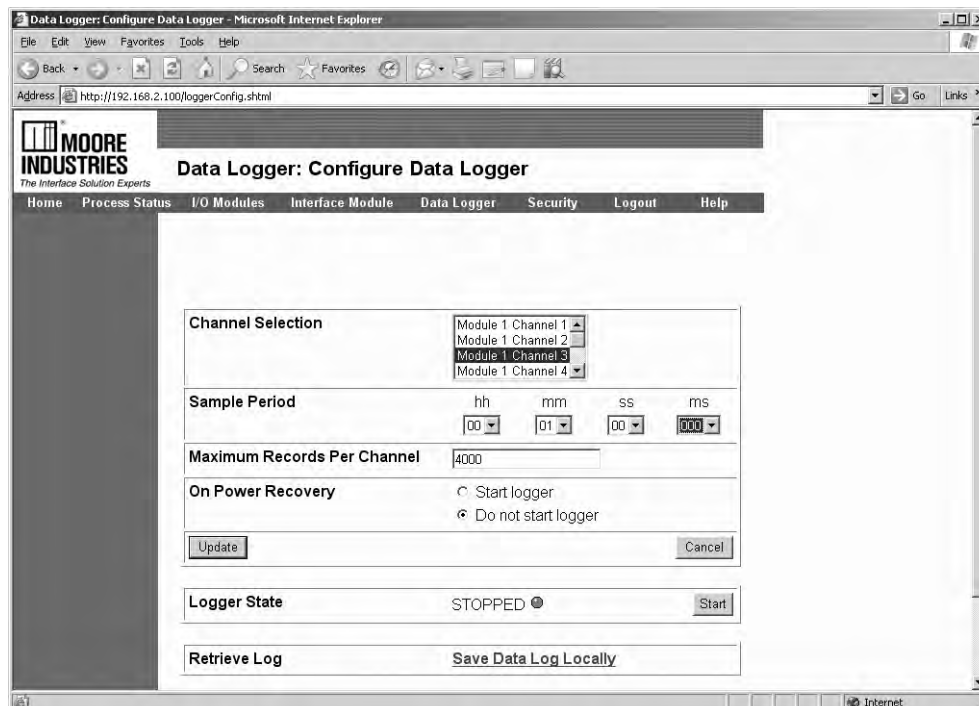 Data Logger: Configure Data Logger - Microsoft Internet Explorer
File Edit View Favorites Tools Help
Back Search Favorites
Address http://192.168.2.100/loggerConfig.shtml Go Links
MOORE
INDUSTRIES
The Interface Solution Experts
Data Logger: Configure Data Logger
Home Process Status I/O Modules Interface Module Data Logger Security Logout Help
Channel Selection
Module 1 Channel 1
Module 1 Channel 2
Module 1 Channel 3
Module 1 Channel 4
Sample Period
hh mm ss ms
00 01 00 000
Maximum Records Per Channel 4000
On Power Recovery
Start logger
Do not start logger
Update Cancel
Logger State STOPPED Start
Retrieve Log Save Data Log Locally
Internet